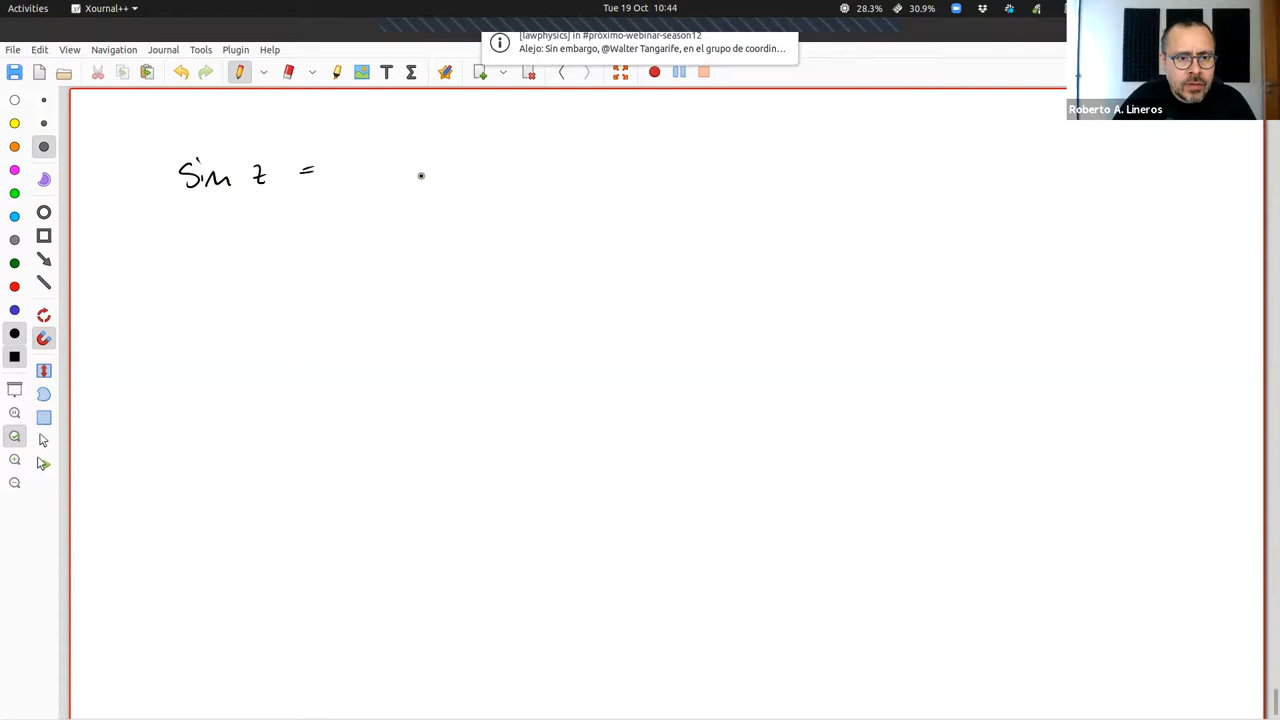 Activities Xournal++ Tue 19 Oct 10:44 28.3% 30.9%
[lawphysics] in #próximo-webinar-season12
Alejo: Sin embargo, @Walter Tangarife, en el grupo de coordin...
File Edit View Navigation Journal Tools Plugin Help
Roberto A. Lineros
Sin z =